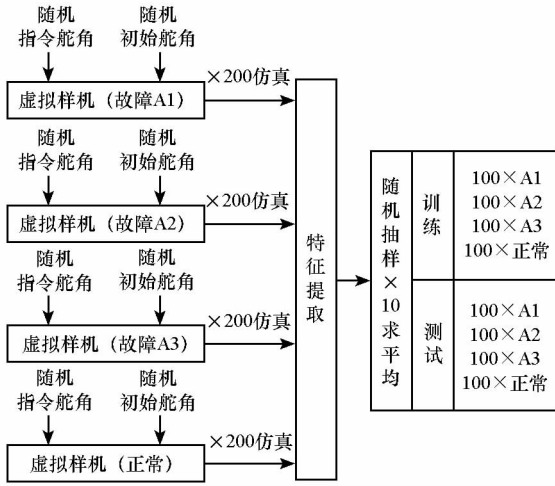 随机 随机
指令舵角 初始舵角
×200仿真
虚拟样机（故障A1）
随机 随机
指令舵角 初始舵角
×200仿真
虚拟样机（故障A2）
随机 随机
指令舵角 初始舵角
×200仿真
虚拟样机（故障A3）
随机 随机
指令舵角 初始舵角
×200仿真
虚拟样机（正常）
特征提取
随机抽样×10求平均
训练
100×A1
100×A2
100×A3
100×正常
测试
100×A1
100×A2
100×A3
100×正常